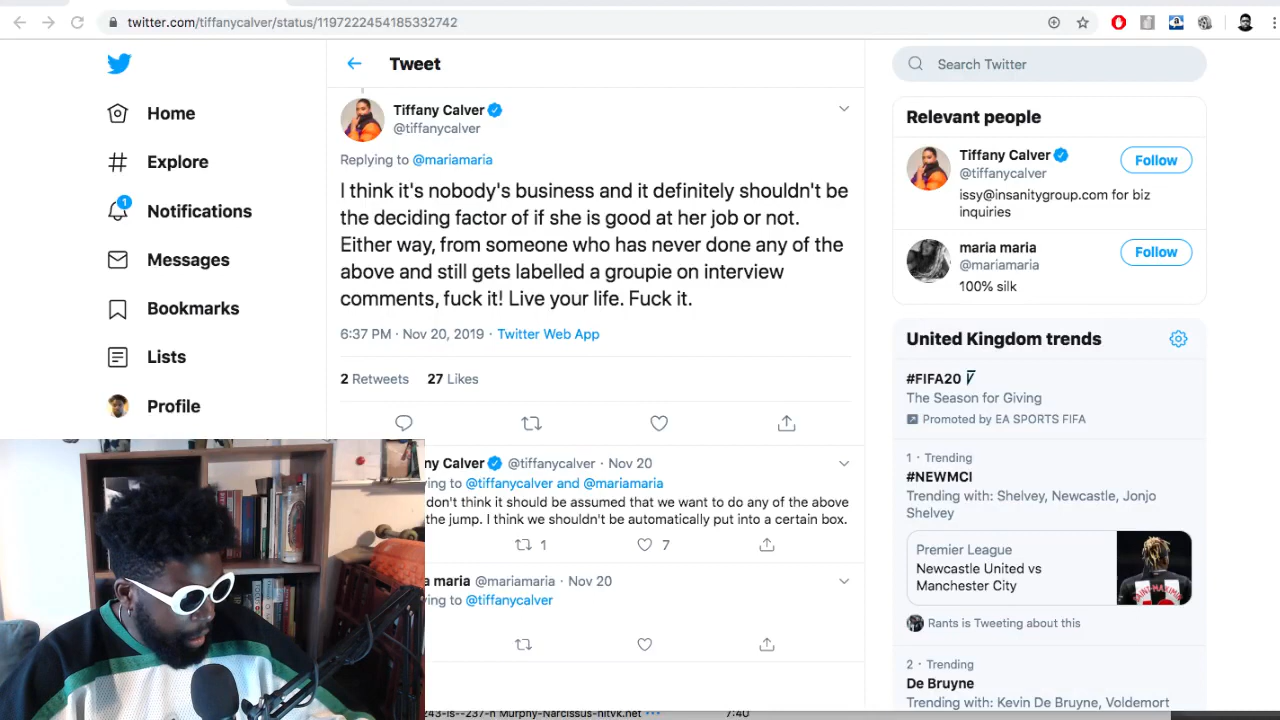 twitter.com/tiffanycalver/status/1197222454185332742
Home
Explore
1
Notifications
Messages
Bookmarks
Lists
Profile
Tweet
Tiffany Calver
@tiffanycalver
Replying to @mariamaria
I think it's nobody's business and it definitely shouldn't be
the deciding factor of if she is good at her job or not.
Either way, from someone who has never done any of the
above and still gets labelled a groupie on interview
comments, fuck it! Live your life. Fuck it.
6:37 PM · Nov 20, 2019 · Twitter Web App
2 Retweets 27 Likes
ny Calver @tiffanycalver · Nov 20
ying to @tiffanycalver and @mariamaria
don't think it should be assumed that we want to do any of the above
the jump. I think we shouldn't be automatically put into a certain box.
1 7
a maria @mariamaria · Nov 20
ying to @tiffanycalver
7:40
Search Twitter
Relevant people
Tiffany Calver
@tiffanycalver
Follow
issy@insanitygroup.com for biz
inquiries
maria maria
@mariamaria
Follow
100% silk
United Kingdom trends
#FIFA20
The Season for Giving
Promoted by EA SPORTS FIFA
1 · Trending
#NEWMCI
Trending with: Shelvey, Newcastle, Jonjo
Shelvey
Premier League
Newcastle United vs
Manchester City
Rants is Tweeting about this
2 · Trending
De Bruyne
Trending with: Kevin De Bruyne, Voldemort